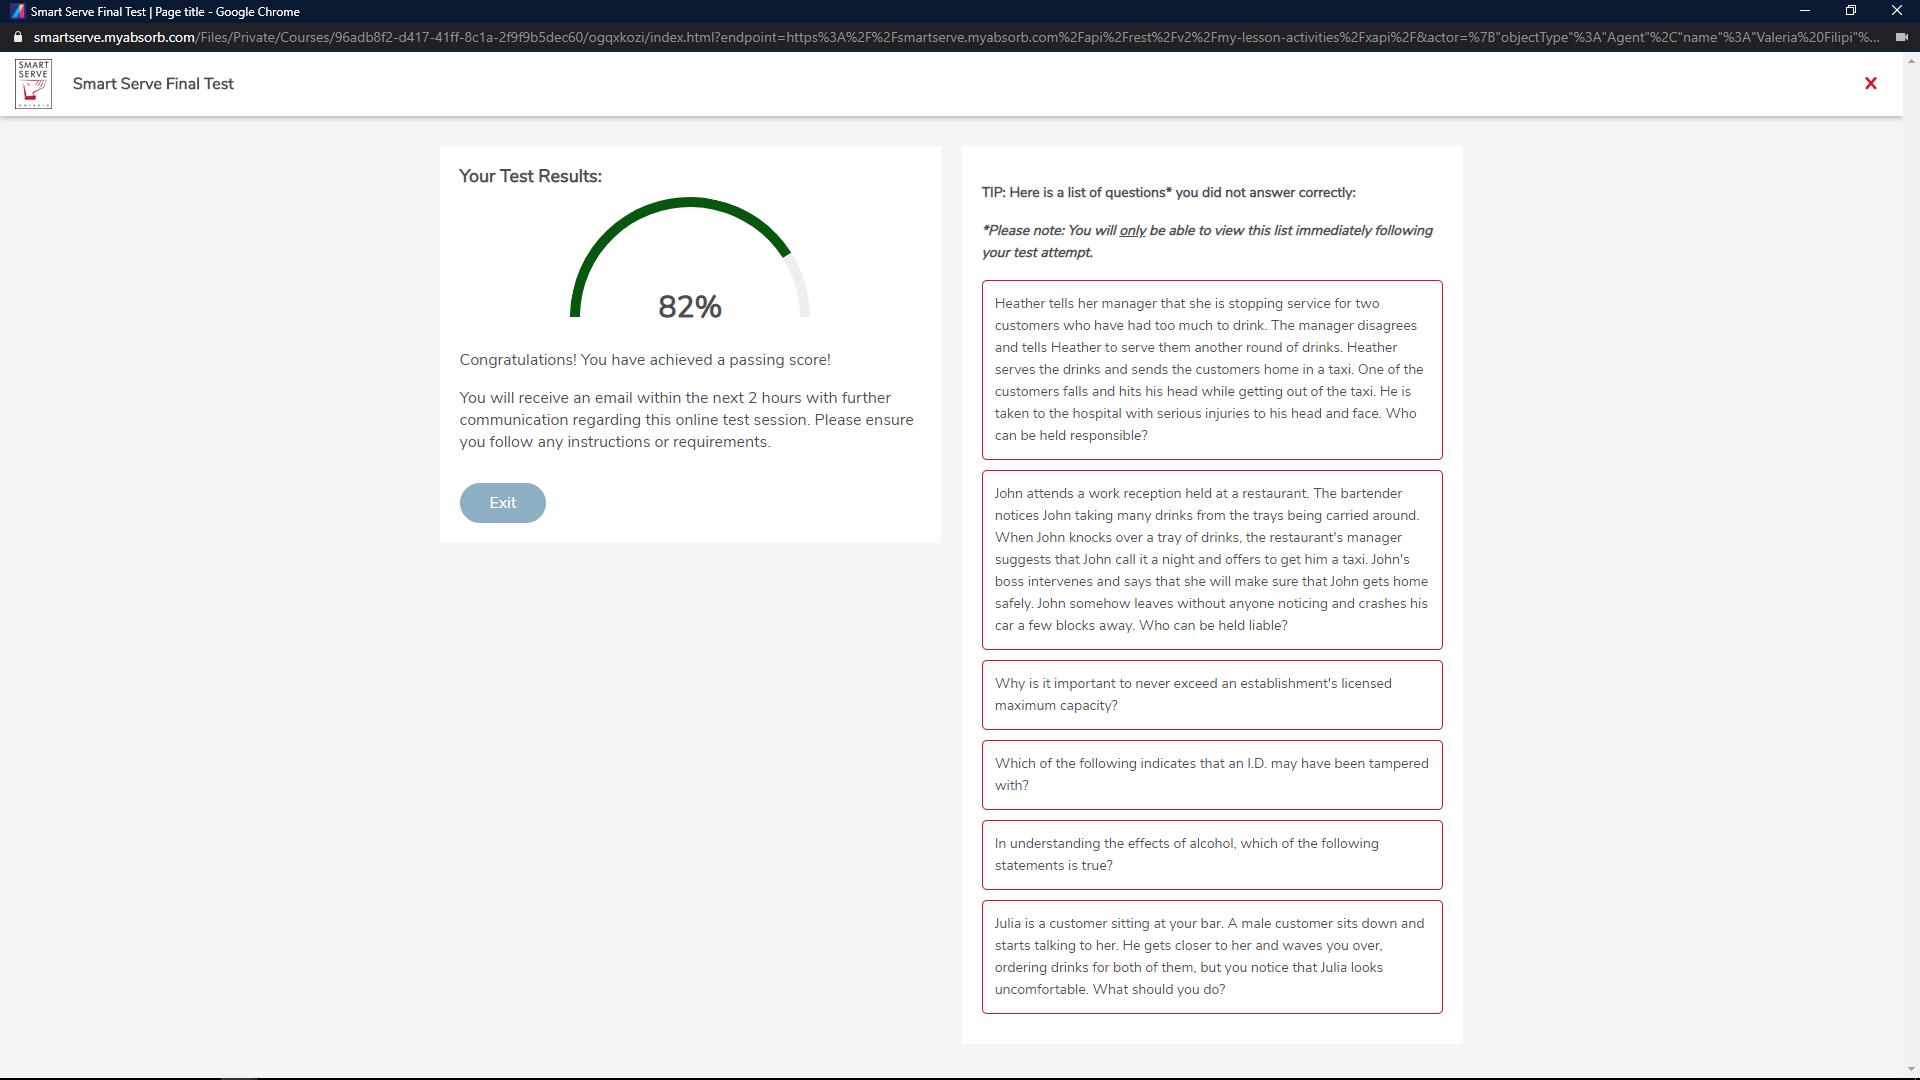 Smart Serve Final Test | Page title - Google Chrome
smartserve.myabsorb.com/Files/Private/Courses/96adb8f2-d417-41ff-8c1a-2f9f9b5dec60/ogqxkozi/index.html?endpoint=https%3A%2F%2Fsmartserve.myabsorb.com%2Fapi%2Frest%2Fv2%2Fmy-lesson-activities%2Fxapi%2F&actor=%7B"objectType"%3A"Agent"%2C"name"%3A"Valeria%20Filipi"%...
SMART
SERVE
ONTARIO
Smart Serve Final Test
Your Test Results:
82%
Congratulations! You have achieved a passing score!
You will receive an email within the next 2 hours with further
communication regarding this online test session. Please ensure
you follow any instructions or requirements.
Exit
TIP: Here is a list of questions* you did not answer correctly:
*Please note: You will only be able to view this list immediately following
your test attempt.
Heather tells her manager that she is stopping service for two
customers who have had too much to drink. The manager disagrees
and tells Heather to serve them another round of drinks. Heather
serves the drinks and sends the customers home in a taxi. One of the
customers falls and hits his head while getting out of the taxi. He is
taken to the hospital with serious injuries to his head and face. Who
can be held responsible?
John attends a work reception held at a restaurant. The bartender
notices John taking many drinks from the trays being carried around.
When John knocks over a tray of drinks, the restaurant's manager
suggests that John call it a night and offers to get him a taxi. John's
boss intervenes and says that she will make sure that John gets home
safely. John somehow leaves without anyone noticing and crashes his
car a few blocks away. Who can be held liable?
Why is it important to never exceed an establishment's licensed
maximum capacity?
Which of the following indicates that an I.D. may have been tampered
with?
In understanding the effects of alcohol, which of the following
statements is true?
Julia is a customer sitting at your bar. A male customer sits down and
starts talking to her. He gets closer to her and waves you over,
ordering drinks for both of them, but you notice that Julia looks
uncomfortable. What should you do?